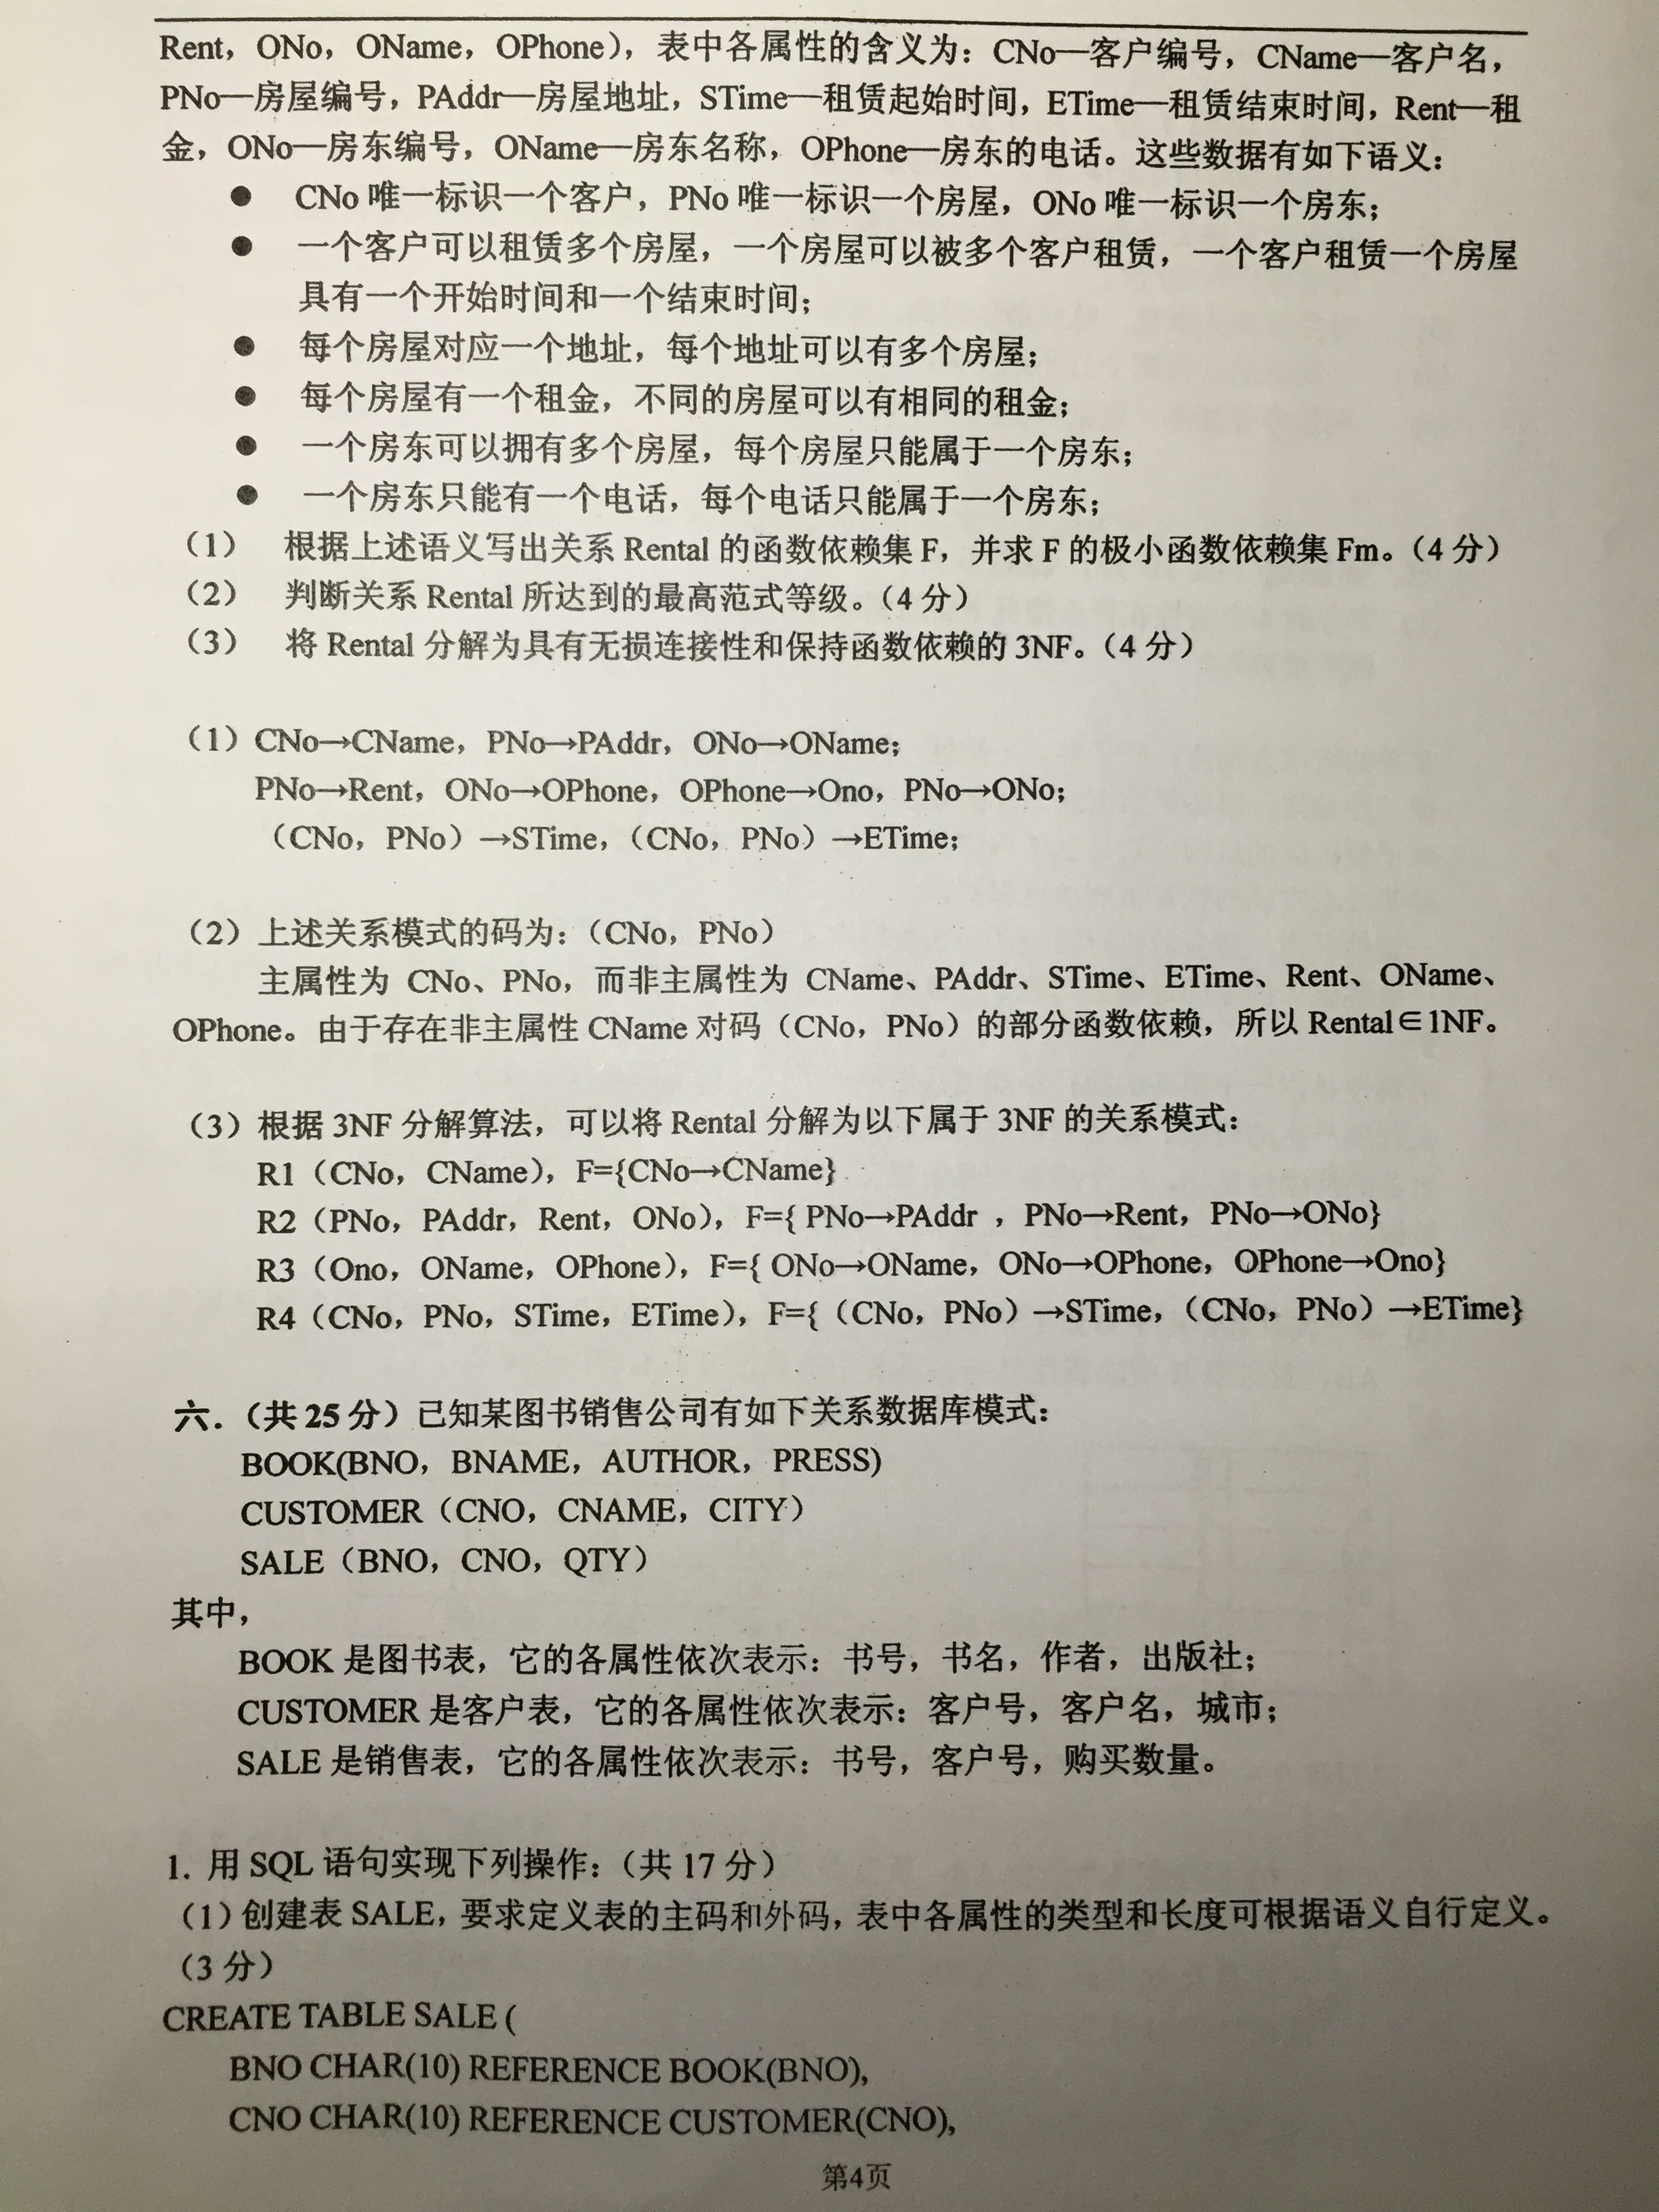 Rent，ONo，OName，OPhone），表中各属性的含义为：CNo—客户编号，CName—客户名，
PNo—房屋编号，PAddr—房屋地址，STime—租赁起始时间，ETime—租赁结束时间，Rent—租
金，ONo—房东编号，OName—房东名称，OPhone—房东的电话。这些数据有如下语义：
● CNo 唯一标识一个客户，PNo 唯一标识一个房屋，ONo 唯一标识一个房东；
● 一个客户可以租赁多个房屋，一个房屋可以被多个客户租赁，一个客户租赁一个房屋
具有一个开始时间和一个结束时间；
● 每个房屋对应一个地址，每个地址可以有多个房屋；
● 每个房屋有一个租金，不同的房屋可以有相同的租金；
● 一个房东可以拥有多个房屋，每个房屋只能属于一个房东；
● 一个房东只能有一个电话，每个电话只能属于一个房东；
（1） 根据上述语义写出关系 Rental 的函数依赖集 F，并求 F 的极小函数依赖集 Fm。（4 分）
（2） 判断关系 Rental 所达到的最高范式等级。（4 分）
（3） 将 Rental 分解为具有无损连接性和保持函数依赖的 3NF。（4 分）
（1）CNo→CName，PNo→PAddr，ONo→OName；
PNo→Rent，ONo→OPhone，OPhone→Ono，PNo→ONo；
（CNo，PNo）→STime，（CNo，PNo）→ETime；
（2）上述关系模式的码为：（CNo，PNo）
主属性为 CNo、PNo，而非主属性为 CName、PAddr、STime、ETime、Rent、OName、
OPhone。由于存在非主属性 CName 对码（CNo，PNo）的部分函数依赖，所以 Rental∈1NF。
（3）根据 3NF 分解算法，可以将 Rental 分解为以下属于 3NF 的关系模式：
R1（CNo，CName），F={CNo→CName}
R2（PNo，PAddr，Rent，ONo），F={ PNo→PAddr ，PNo→Rent，PNo→ONo}
R3（Ono，OName，OPhone），F={ ONo→OName，ONo→OPhone，OPhone→Ono}
R4（CNo，PNo，STime，ETime），F={（CNo，PNo）→STime，（CNo，PNo）→ETime}
六．（共 25 分）已知某图书销售公司有如下关系数据库模式：
BOOK(BNO，BNAME，AUTHOR，PRESS)
CUSTOMER（CNO，CNAME，CITY）
SALE（BNO，CNO，QTY）
其中，
BOOK 是图书表，它的各属性依次表示：书号，书名，作者，出版社；
CUSTOMER 是客户表，它的各属性依次表示：客户号，客户名，城市；
SALE 是销售表，它的各属性依次表示：书号，客户号，购买数量。
1. 用 SQL 语句实现下列操作：（共 17 分）
（1）创建表 SALE，要求定义表的主码和外码，表中各属性的类型和长度可根据语义自行定义。
（3 分）
CREATE TABLE SALE (
BNO CHAR(10) REFERENCE BOOK(BNO),
CNO CHAR(10) REFERENCE CUSTOMER(CNO),
第4页